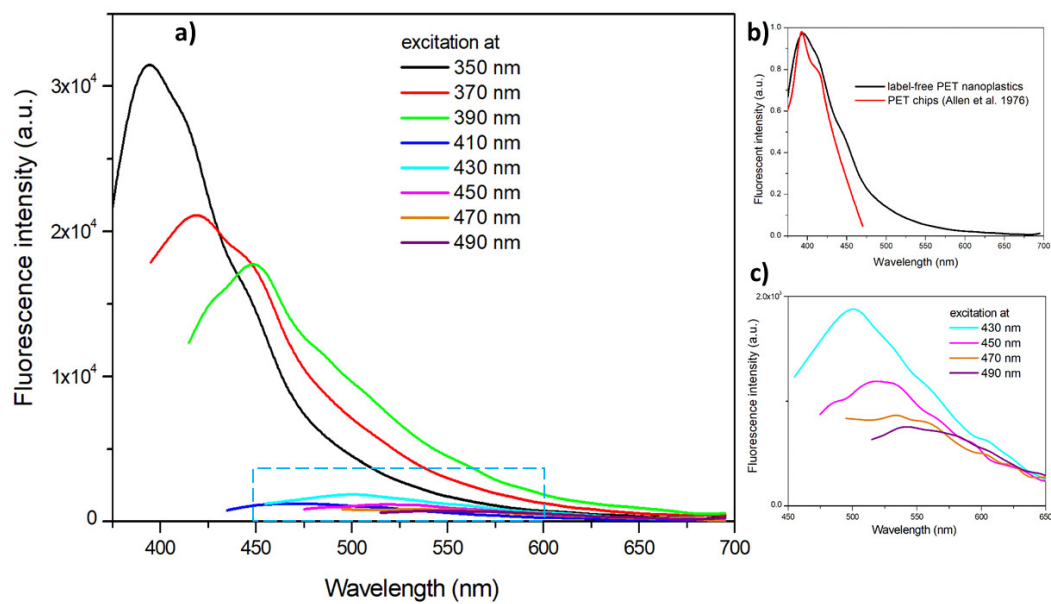 a)
excitation at
350 nm
370 nm
390 nm
410 nm
430 nm
450 nm
470 nm
490 nm
Fluorescence intensity (a.u.)
3x10⁴
2x10⁴
1x10⁴
0
400 450 500 550 600 650 700
Wavelength (nm)
b)
label-free PET nanoplastics
PET chips (Allen et al. 1976)
Fluorescent intensity (a.u.)
1.0
0.8
0.6
0.4
0.2
0.0
400 450 500 550 600 650 700
Wavelength (nm)
c)
2.0x10³
excitation at
430 nm
450 nm
470 nm
490 nm
Fluorescence intensity (a.u.)
0.0
450 500 550 600 650
Wavelength (nm)